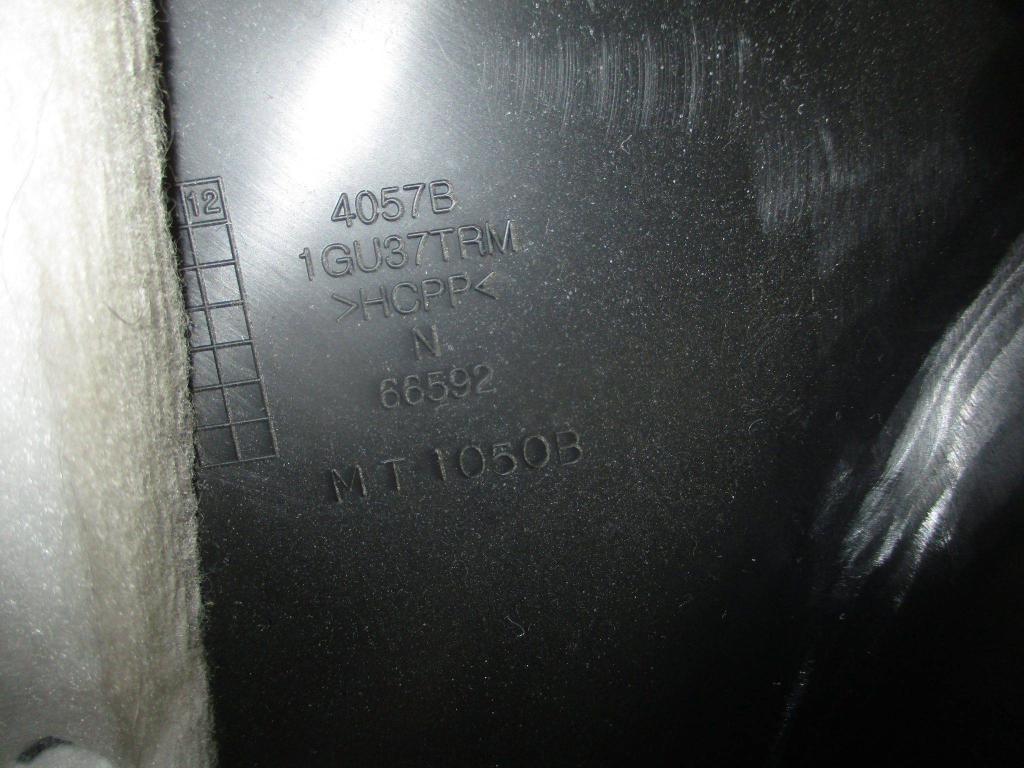 12
4057B
1GU37TRM
>HCPP<
N
66592
MT1050B